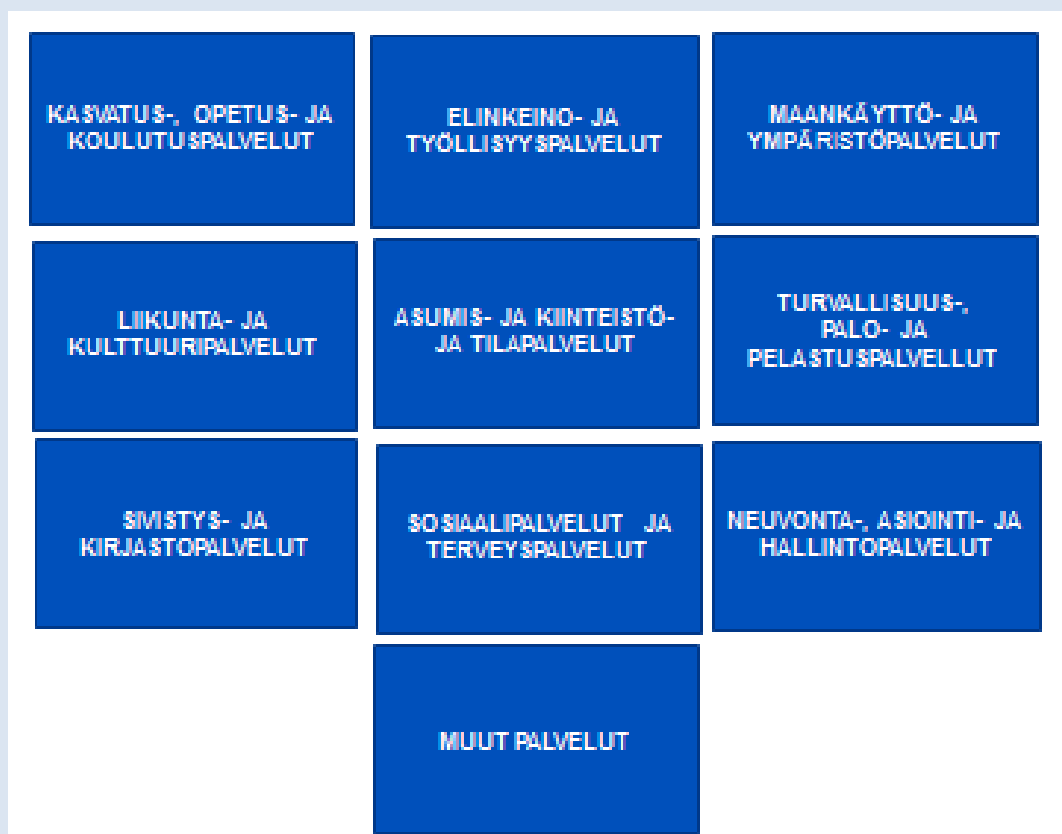 KASVATUS-, OPETUS- JA
KOULUTUSPALVELUT
ELINKEINO- JA
TYÖLLISYYSPALVELUT
MAANKÄYTTÖ- JA
YMPÄRISTÖPALVELUT
LIIKUNTA- JA
KULTTUURIPALVELUT
ASUMIS- JA KIINTEISTÖ-
JA TILAPALVELUT
TURVALLISUUS-,
PALO- JA
PELASTUSPALVELLUT
SIVISTYS- JA
KIRJASTOPALVELUT
SOSIAALIPALVELUT JA
TERVEYSPALVELUT
NEUVONTA-, ASIOINTI- JA
HALLINTOPALVELUT
MUUT PALVELUT